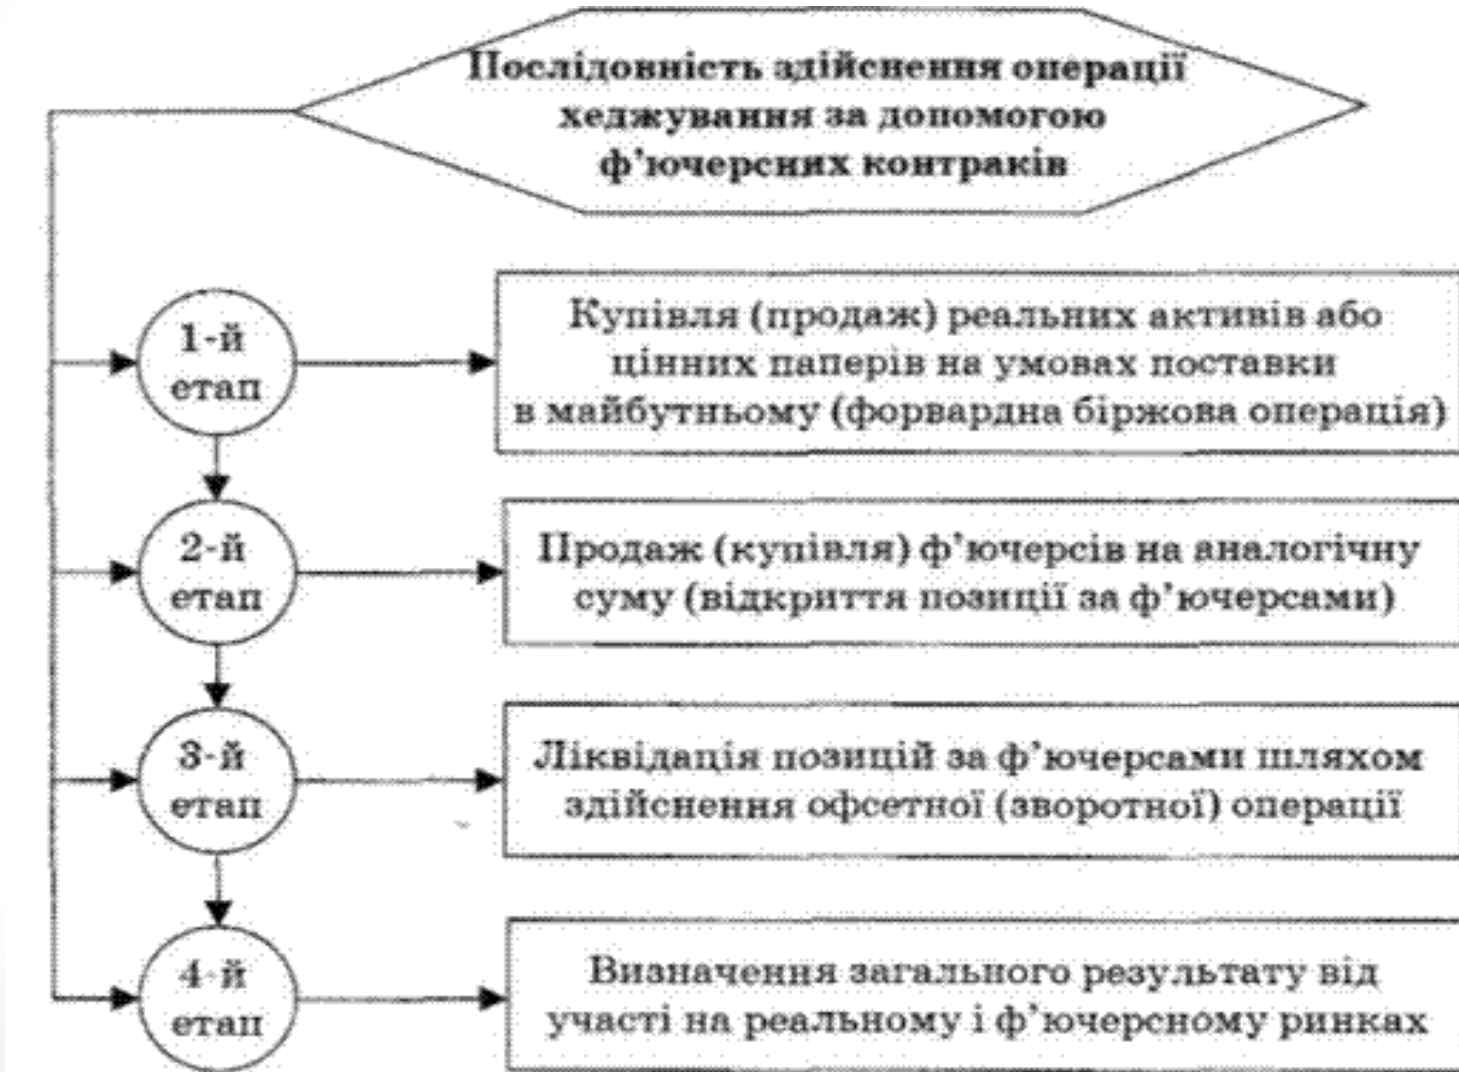 Послідовність здійснення операції
хеджування за допомогою
ф’ючерсних контраків
1-й
етап
Купівля (продаж) реальних активів або
цінних паперів на умовах поставки
в майбутньому (форвардна біржова операція)
2-й
етап
Продаж (купівля) ф’ючерсів на аналогічну
суму (відкриття позиції за ф’ючерсами)
3-й
етап
Ліквідація позицій за ф’ючерсами шляхом
здійснення офсетної (зворотної) операції
4-й
етап
Визначення загального результату від
участі на реальному і ф’ючерсному ринках